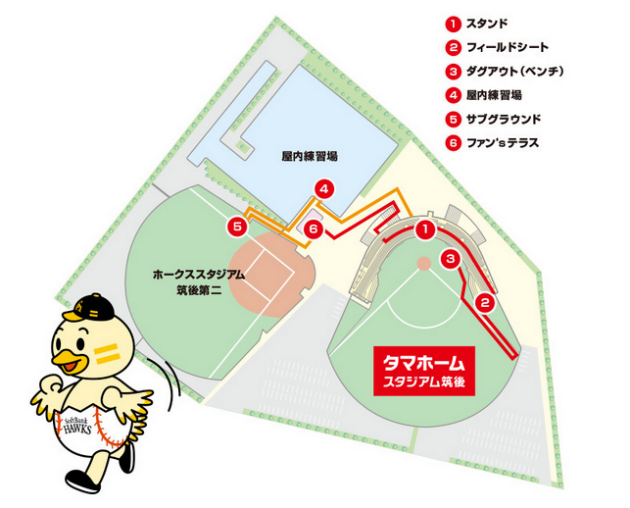 ① スタンド
② フィールドシート
③ ダグアウト(ベンチ)
④ 屋内練習場
⑤ サブグラウンド
⑥ ファン'sテラス
屋内練習場
4
5
6
1
3
2
ホークススタジアム
筑後第二
タマホーム
スタジアム筑後
SoftBank
HAWKS